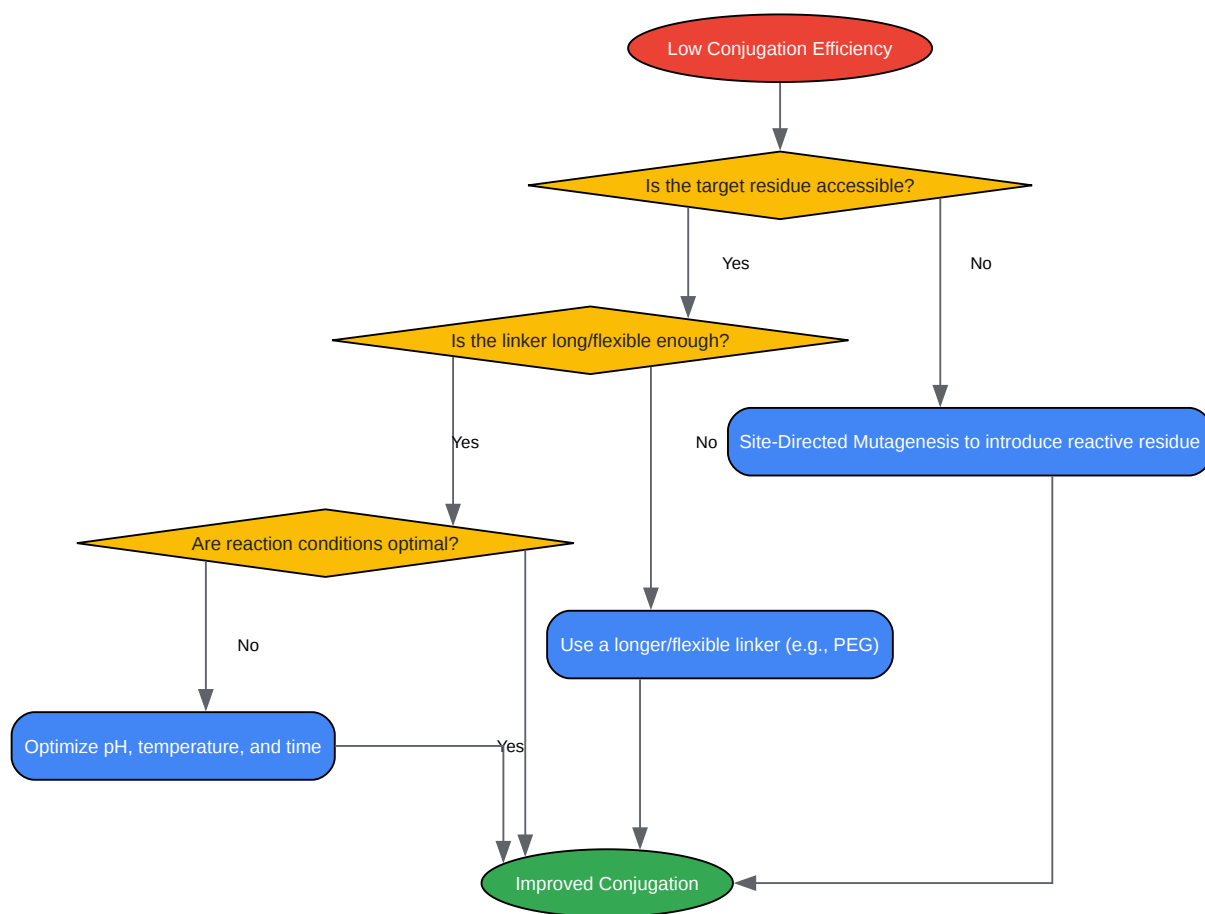 Low Conjugation Efficiency
Is the target residue accessible?
Yes
No
Is the linker long/flexible enough?
Yes
No
Site-Directed Mutagenesis to introduce reactive residue
Are reaction conditions optimal?
No
Use a longer/flexible linker (e.g., PEG)
Optimize pH, temperature, and time
Yes
Improved Conjugation